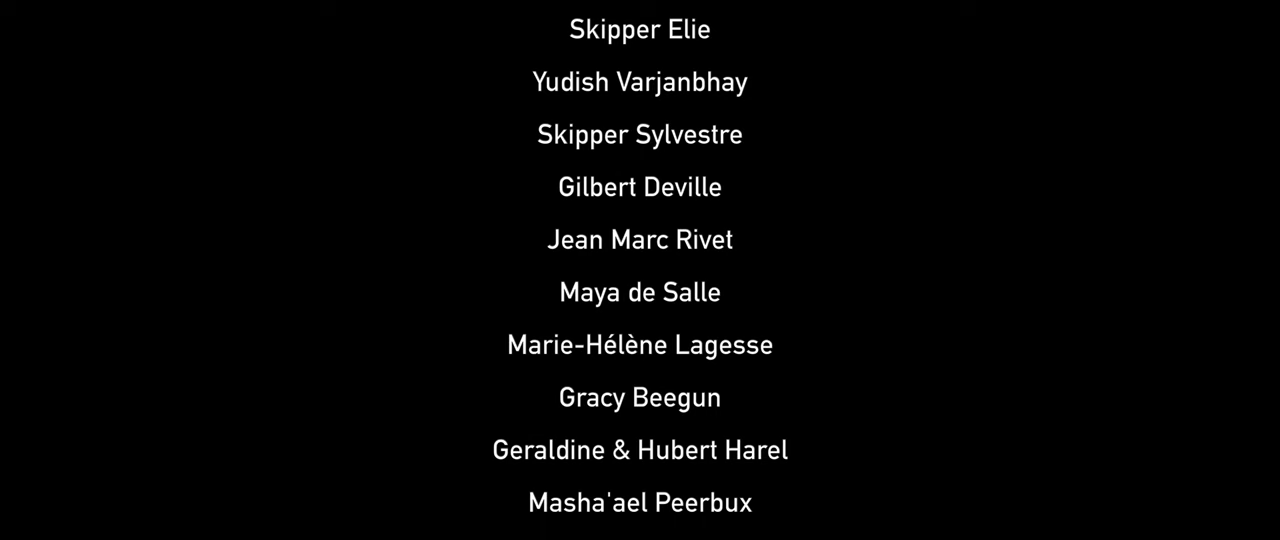 Skipper Elie
Yudish Varjanbhay
Skipper Sylvestre
Gilbert Deville
Jean Marc Rivet
Maya de Salle
Marie-Hélène Lagesse
Gracy Beegun
Geraldine & Hubert Harel
Masha'ael Peerbux